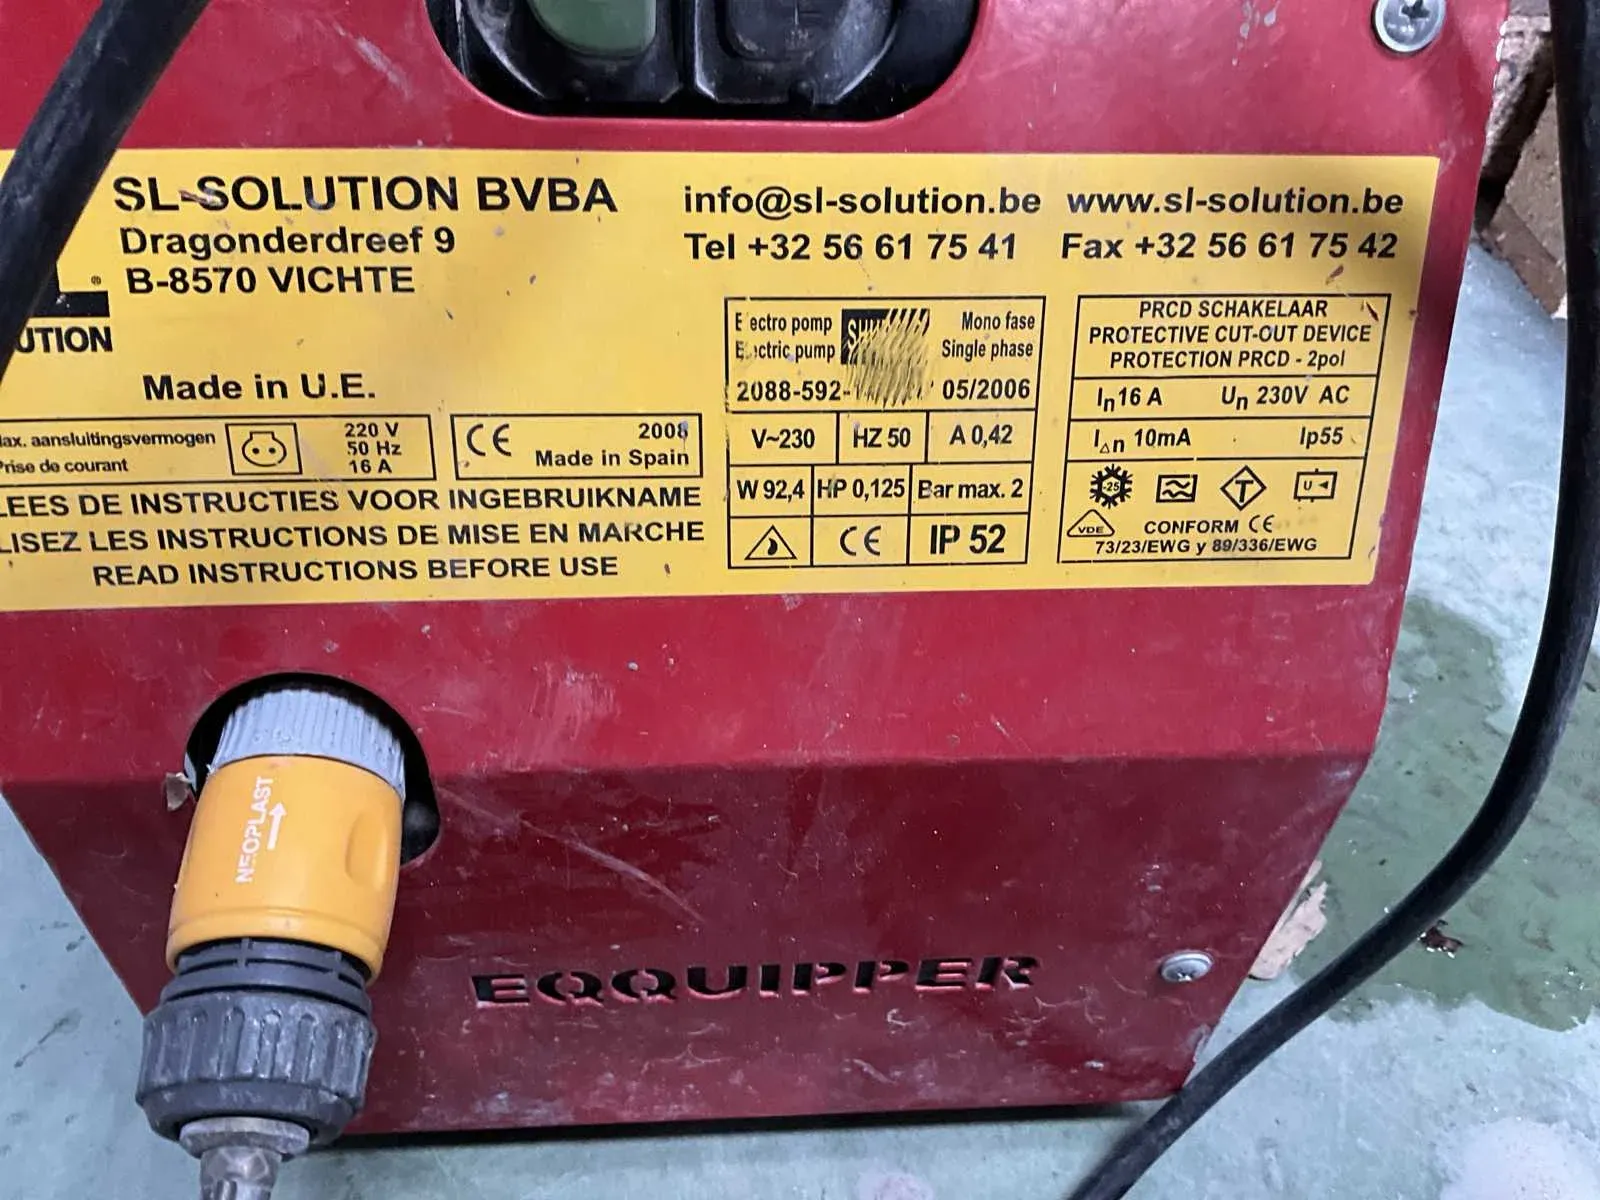 SL-SOLUTION BVBA
Dragonderdreef 9
B-8570 VICHTE
info@sl-solution.be www.sl-solution.be
Tel +32 56 61 75 41 Fax +32 56 61 75 42
L®
UTION
Made in U.E.
ax. aansluitingsvermogen
Prise de courant
220 V
50 Hz
16 A
CE
2008
Made in Spain
LEES DE INSTRUCTIES VOOR INGEBRUIKNAME
LISEZ LES INSTRUCTIONS DE MISE EN MARCHE
READ INSTRUCTIONS BEFORE USE
Electro pomp Mono fase
Electric pump Single phase
2088-592- 05/2006
V~230 HZ 50 A 0,42
W 92,4 HP 0,125 Bar max. 2
CE IP 52
PRCD SCHAKELAAR
PROTECTIVE CUT-OUT DEVICE
PROTECTION PRCD - 2pol
In 16 A Un 230V AC
I△n 10mA Ip55
-25 T U
VDE CONFORM CE
73/23/EWG y 89/336/EWG
NEOPLAST
EQQUIPPER